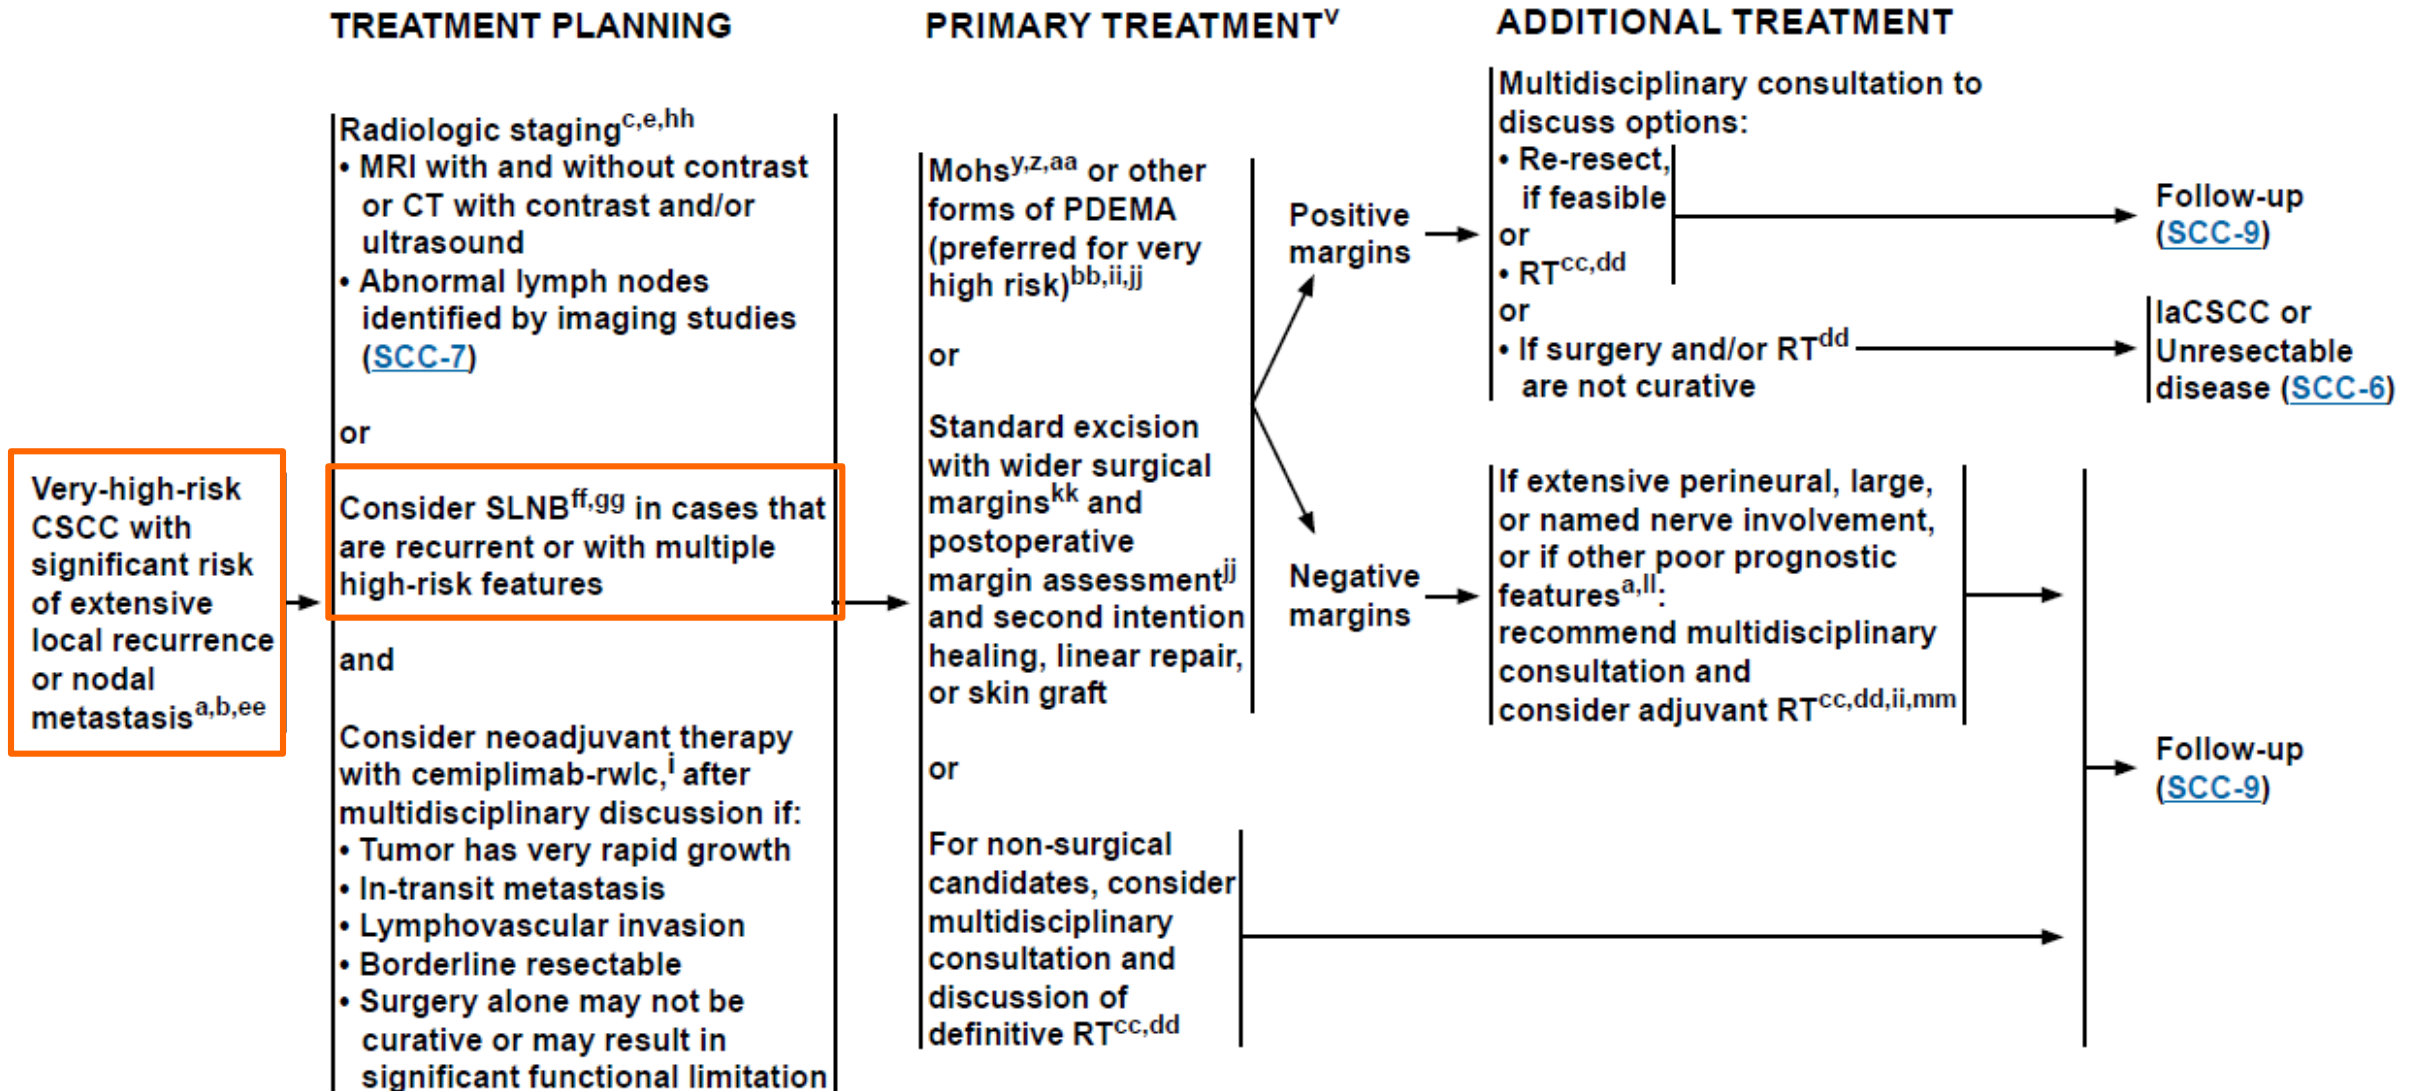 TREATMENT PLANNING
PRIMARY TREATMENTv
ADDITIONAL TREATMENT
Very-high-risk
CSCC with
significant risk
of extensive
local recurrence
or nodal
metastasisa,b,ee
Radiologic stagingc,e,hh
• MRI with and without contrast
or CT with contrast and/or
ultrasound
• Abnormal lymph nodes
identified by imaging studies
(SCC-7)
or
Consider SLNBff,gg in cases that
are recurrent or with multiple
high-risk features
and
Consider neoadjuvant therapy
with cemiplimab-rwlc,i after
multidisciplinary discussion if:
• Tumor has very rapid growth
• In-transit metastasis
• Lymphovascular invasion
• Borderline resectable
• Surgery alone may not be
curative or may result in
significant functional limitation
Mohsy,z,aa or other
forms of PDEMA
(preferred for very
high risk)bb,ii,jj
or
Standard excision
with wider surgical
marginskk and
postoperative
margin assessmentjj
and second intention
healing, linear repair,
or skin graft
or
For non-surgical
candidates, consider
multidisciplinary
consultation and
discussion of
definitive RTcc,dd
Positive
margins
Negative
margins
Multidisciplinary consultation to
discuss options:
• Re-resect,
if feasible
or
• RTcc,dd
or
• If surgery and/or RTdd
are not curative
If extensive perineural, large,
or named nerve involvement,
or if other poor prognostic
featuresa,ll:
recommend multidisciplinary
consultation and
consider adjuvant RTcc,dd,ii,mm
Follow-up
(SCC-9)
laCSCC or
Unresectable
disease (SCC-6)
Follow-up
(SCC-9)